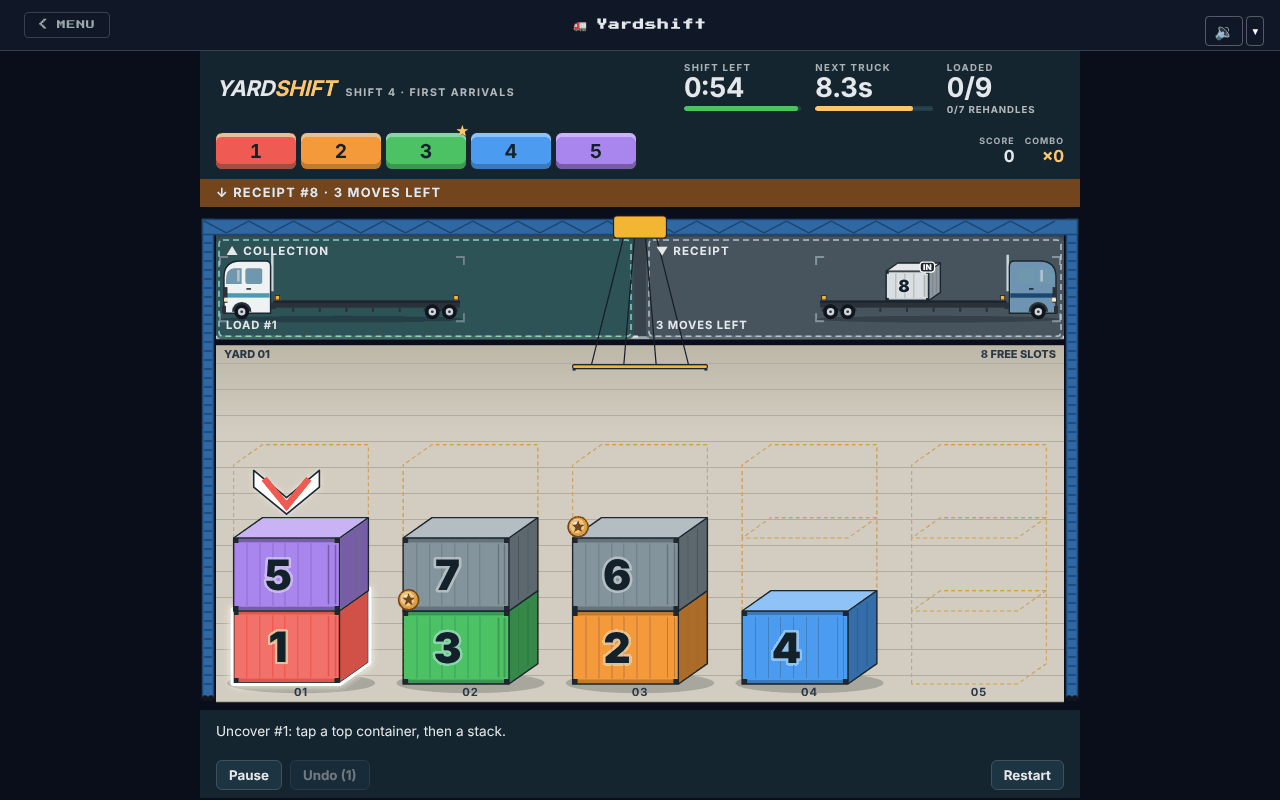 MENU
Yardshift
YARDSHIFT SHIFT 4 · FIRST ARRIVALS
SHIFT LEFT
0:54
NEXT TRUCK
8.3s
LOADED
0/9
0/7 REHANDLES
1 2 3 4 5
SCORE
0
COMBO
×0
↓ RECEIPT #8 · 3 MOVES LEFT
▲ COLLECTION
LOAD #1
▼ RECEIPT
IN
8
3 MOVES LEFT
YARD 01
8 FREE SLOTS
5 7 6
1 3 2 4
01 02 03 04 05
Uncover #1: tap a top container, then a stack.
Pause
Undo (1)
Restart